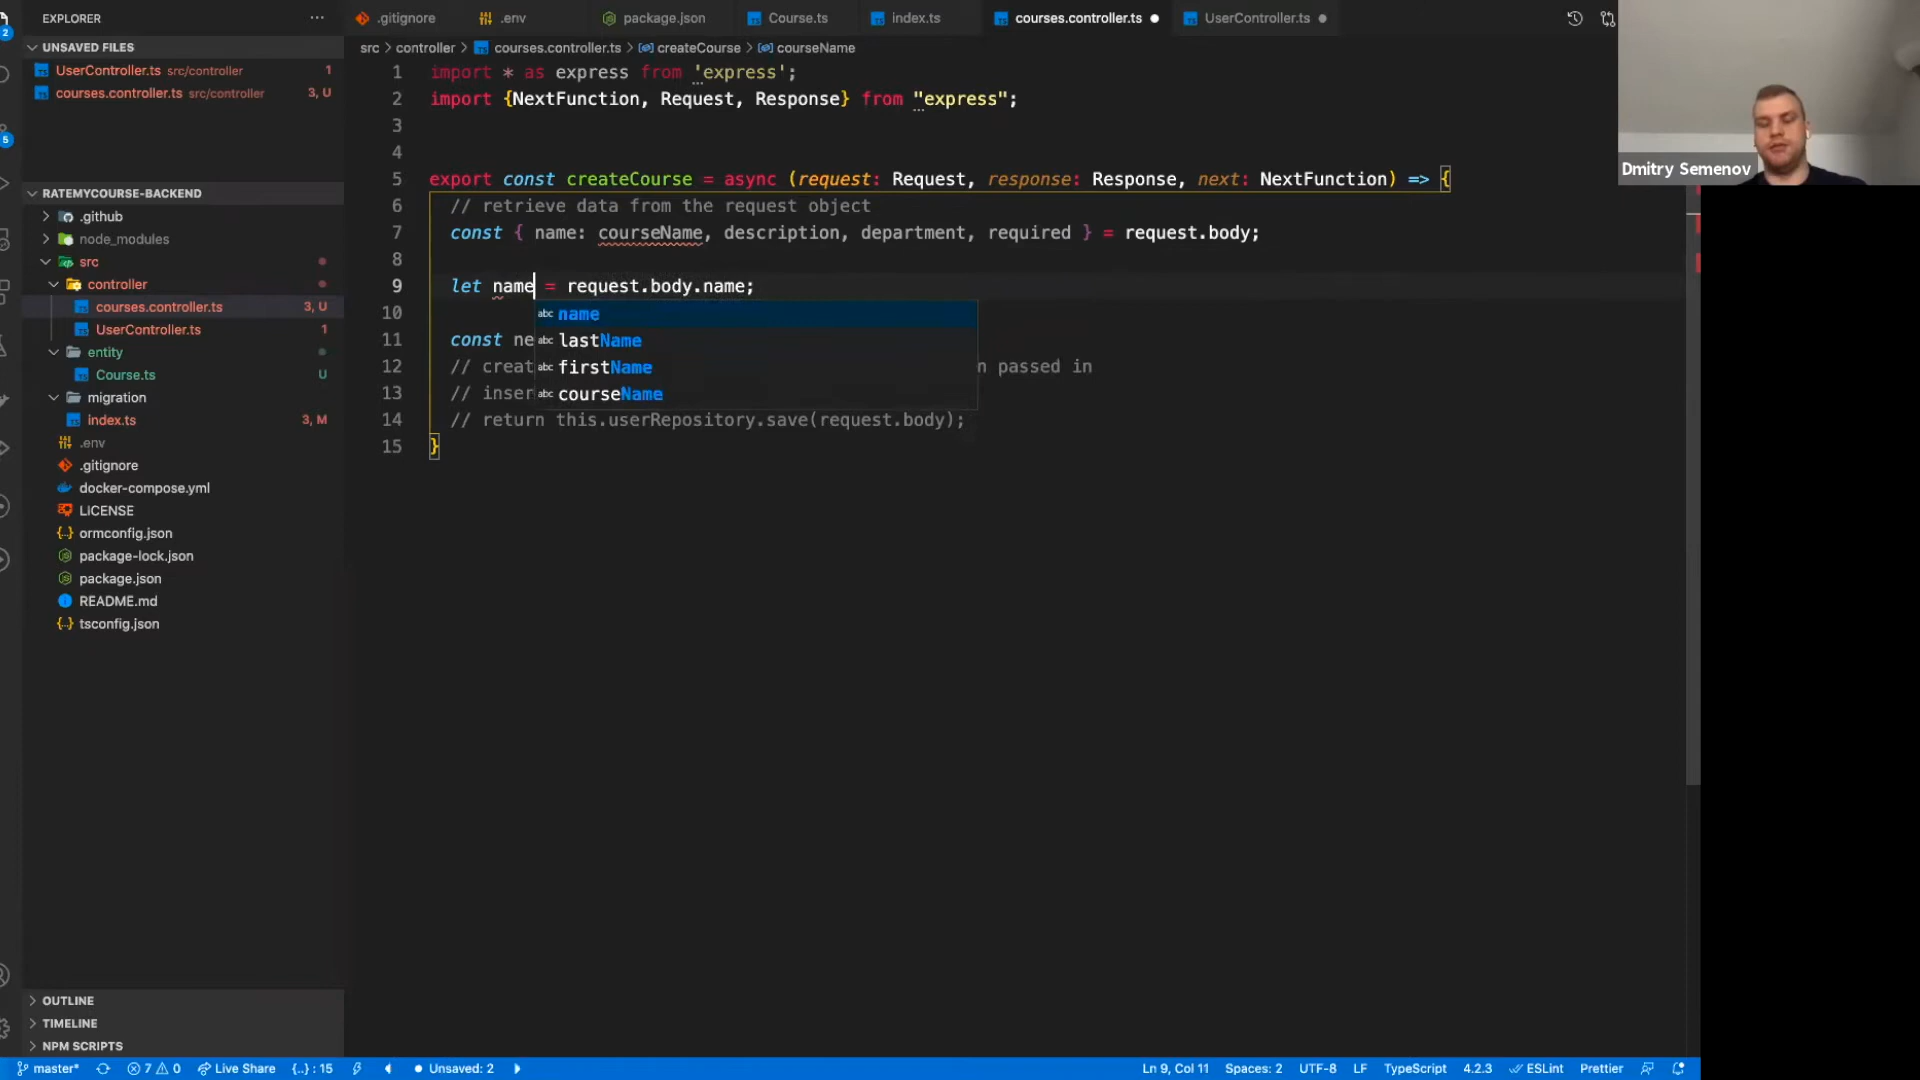 EXPLORER
.gitignore
.env
package.json
Course.ts
index.ts
courses.controller.ts
UserController.ts
UNSAVED FILES
UserController.ts src/controller 1
courses.controller.ts src/controller 3, U
2
5
RATEMYCOURSE-BACKEND
.github
node_modules
src
controller
courses.controller.ts 3, U
UserController.ts 1
entity
Course.ts U
migration
index.ts 3, M
.env
.gitignore
docker-compose.yml
LICENSE
ormconfig.json
package-lock.json
package.json
README.md
tsconfig.json
OUTLINE
TIMELINE
NPM SCRIPTS
src > controller > courses.controller.ts > createCourse > courseName
1 import * as express from 'express';
2 import {NextFunction, Request, Response} from "express";
3
4
5 export const createCourse = async (request: Request, response: Response, next: NextFunction) => {
6 // retrieve data from the request object
7 const { name: courseName, description, department, required } = request.body;
8
9 let name = request.body.name;
10
11 const ne
12 // creat n passed in
13 // inser
14 // return this.userRepository.save(request.body);
15 }
abc name
abc lastName
abc firstName
abc courseName
Dmitry Semenov
master* 7 0 Live Share {..} : 15 Unsaved: 2 Ln 9, Col 11 Spaces: 2 UTF-8 LF TypeScript 4.2.3 ESLint Prettier